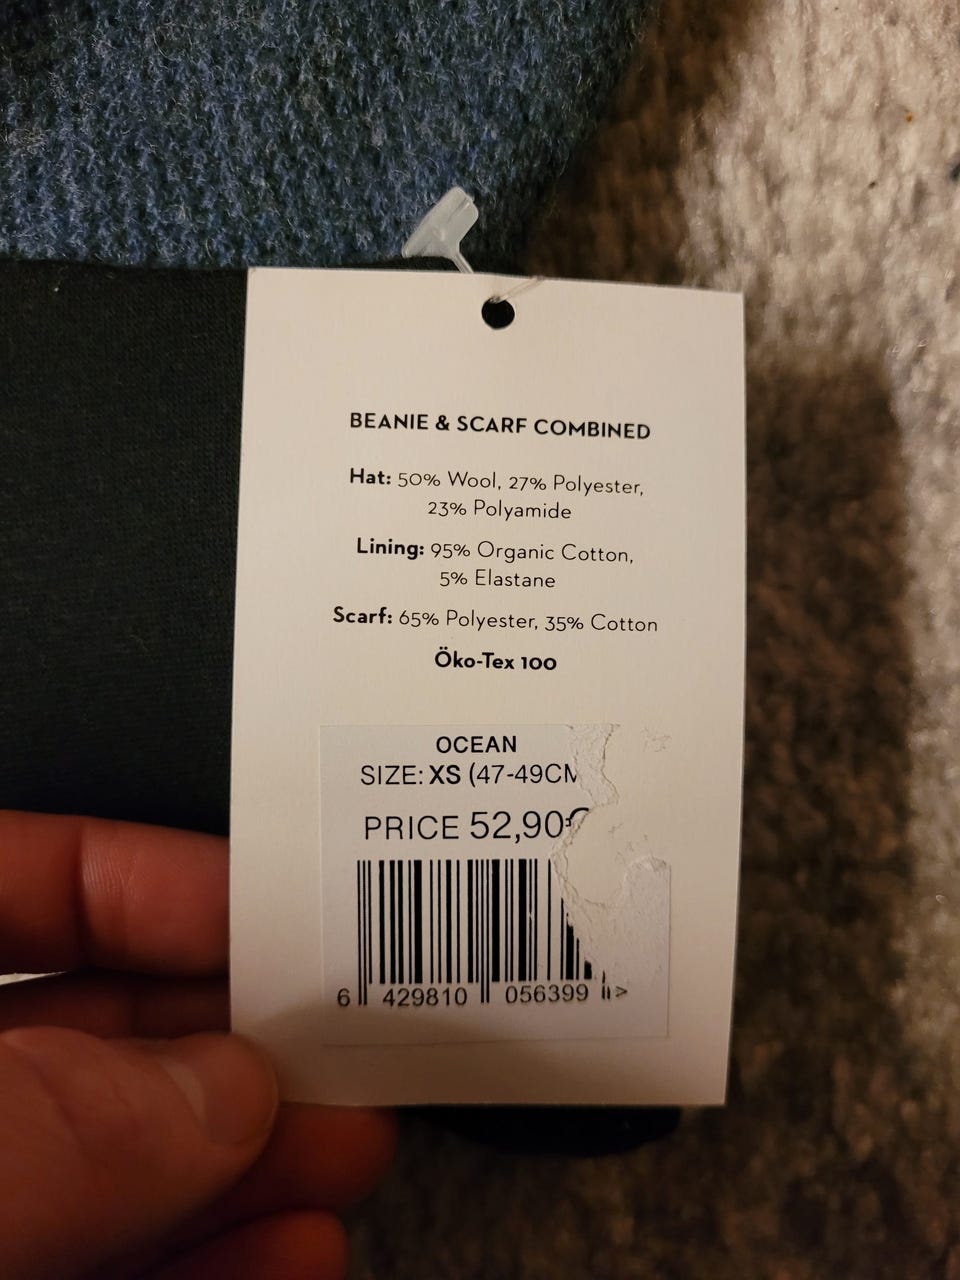 BEANIE & SCARF COMBINED
Hat: 50% Wool, 27% Polyester,
23% Polyamide
Lining: 95% Organic Cotton,
5% Elastane
Scarf: 65% Polyester, 35% Cotton
Öko-Tex 100
OCEAN
SIZE: XS (47-49CM
PRICE 52,90€
6 429810 056399 >